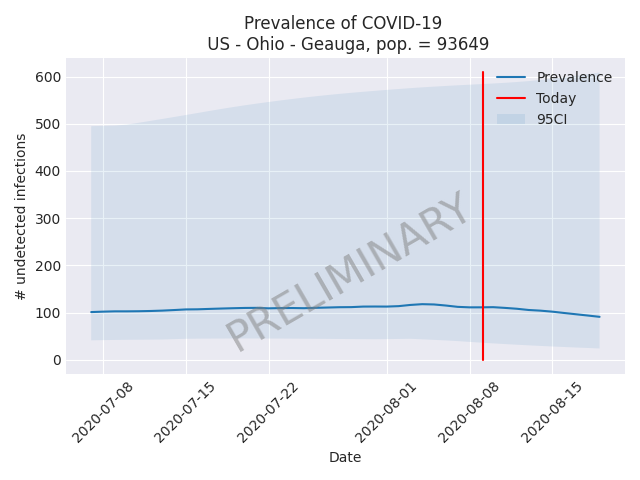 Prevalence of COVID-19
US - Ohio - Geauga, pop. = 93649
600
500
400
300
200
100
0
# undetected infections
Prevalence
Today
95CI
PRELIMINARY
2020-07-08
2020-07-15
2020-07-22
2020-08-01
2020-08-08
2020-08-15
Date